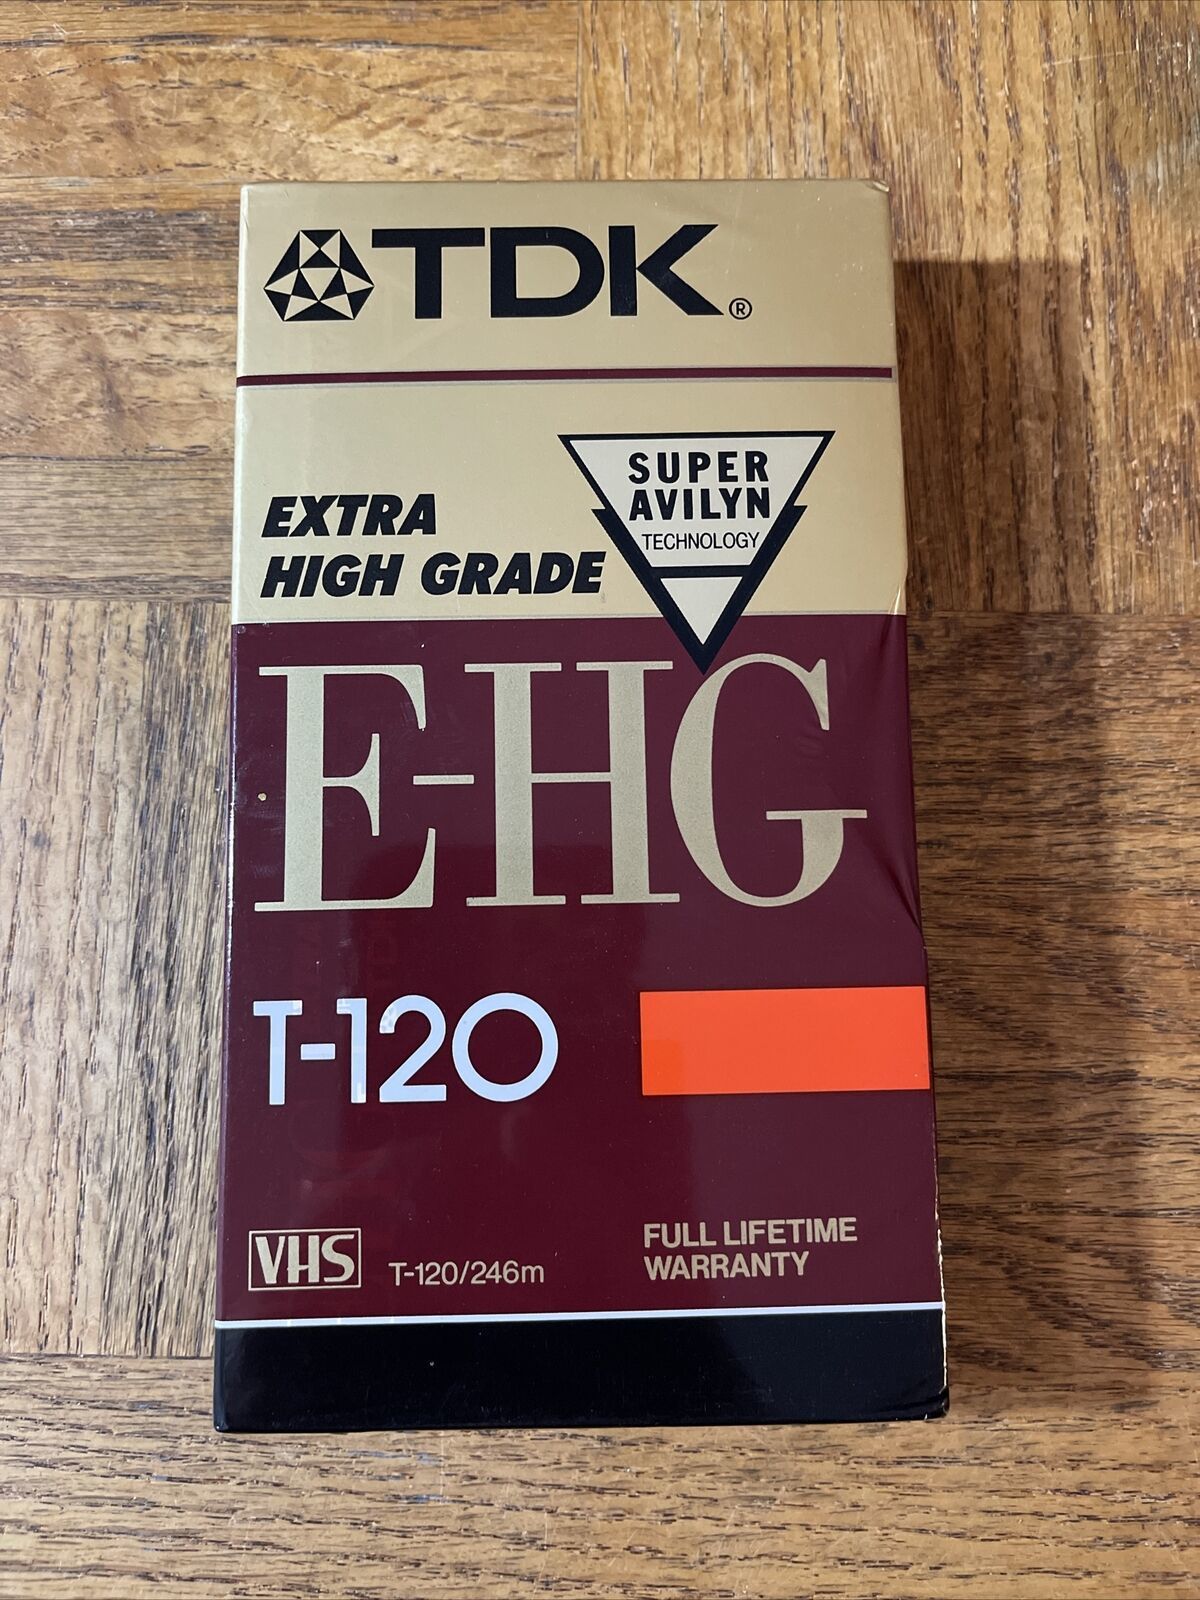 TDK®
SUPER
AVILYN
TECHNOLOGY
EXTRA
HIGH GRADE
E-HG
T-120
VHS T-120/246m
FULL LIFETIME
WARRANTY